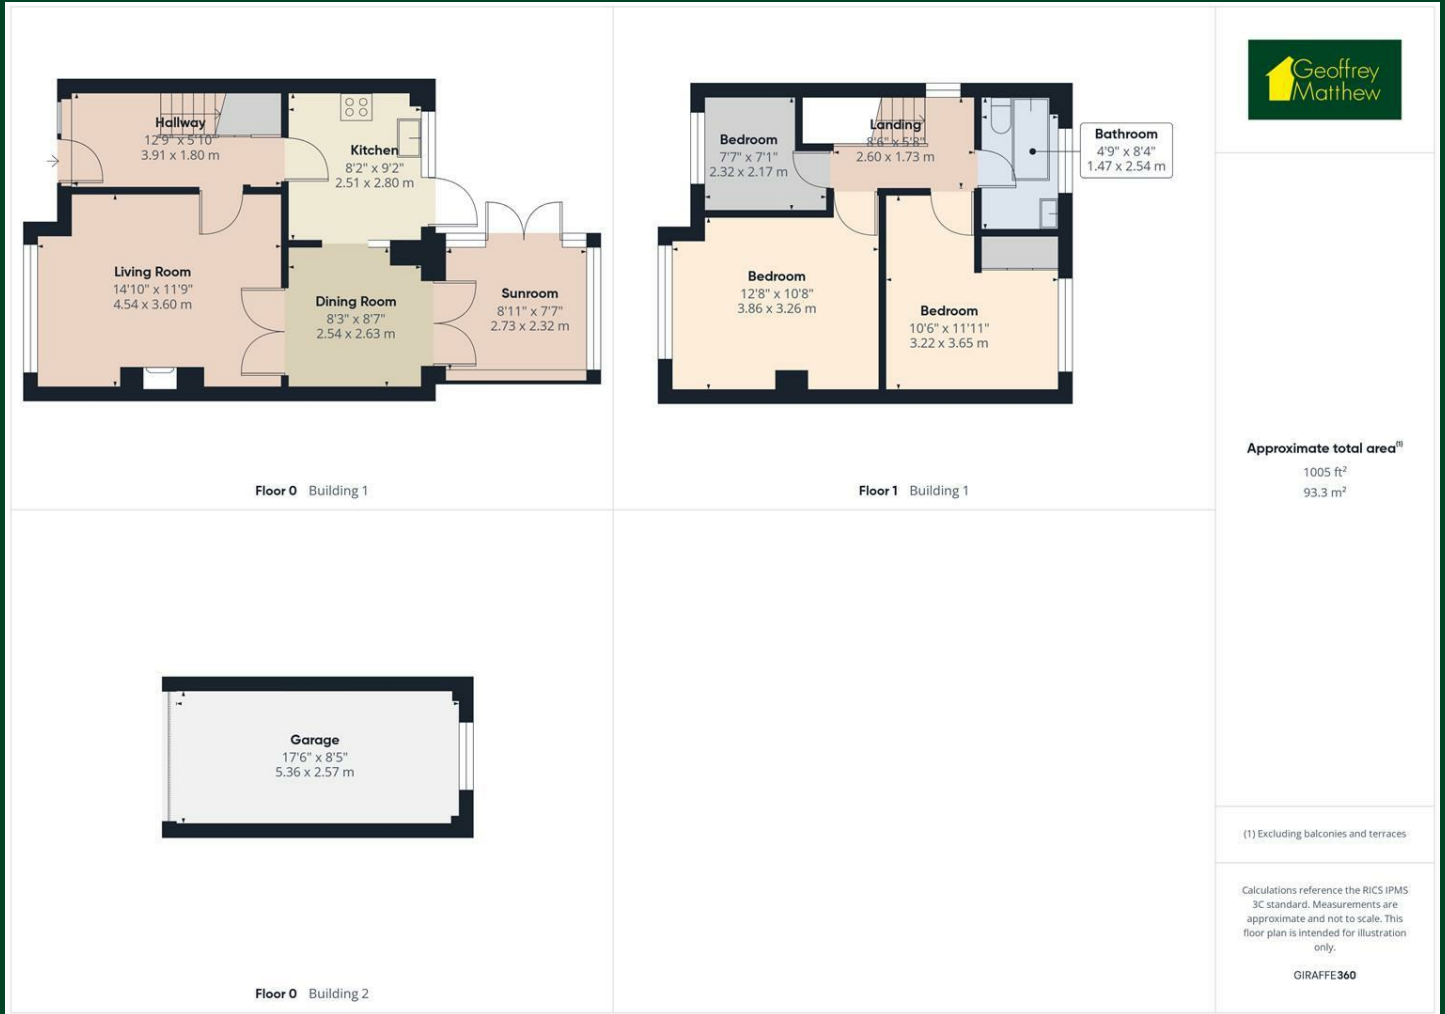 Hallway
12'9" x 5'10"
3.91 x 1.80 m
Kitchen
8'2" x 9'2"
2.51 x 2.80 m
Living Room
14'10" x 11'9"
4.54 x 3.60 m
Dining Room
8'3" x 8'7"
2.54 x 2.63 m
Sunroom
8'11" x 7'7"
2.73 x 2.32 m
Floor 0 Building 1
Bedroom
7'7" x 7'1"
2.32 x 2.17 m
Landing
8'6" x 5'8"
2.60 x 1.73 m
Bathroom
4'9" x 8'4"
1.47 x 2.54 m
Bedroom
12'8" x 10'8"
3.86 x 3.26 m
Bedroom
10'6" x 11'11"
3.22 x 3.65 m
Floor 1 Building 1
Garage
17'6" x 8'5"
5.36 x 2.57 m
Floor 0 Building 2
Geoffrey
Matthew
Approximate total area(1)
1005 ft²
93.3 m²
(1) Excluding balconies and terraces
Calculations reference the RICS IPMS
3C standard. Measurements are
approximate and not to scale. This
floor plan is intended for illustration
only.
GIRAFFE360